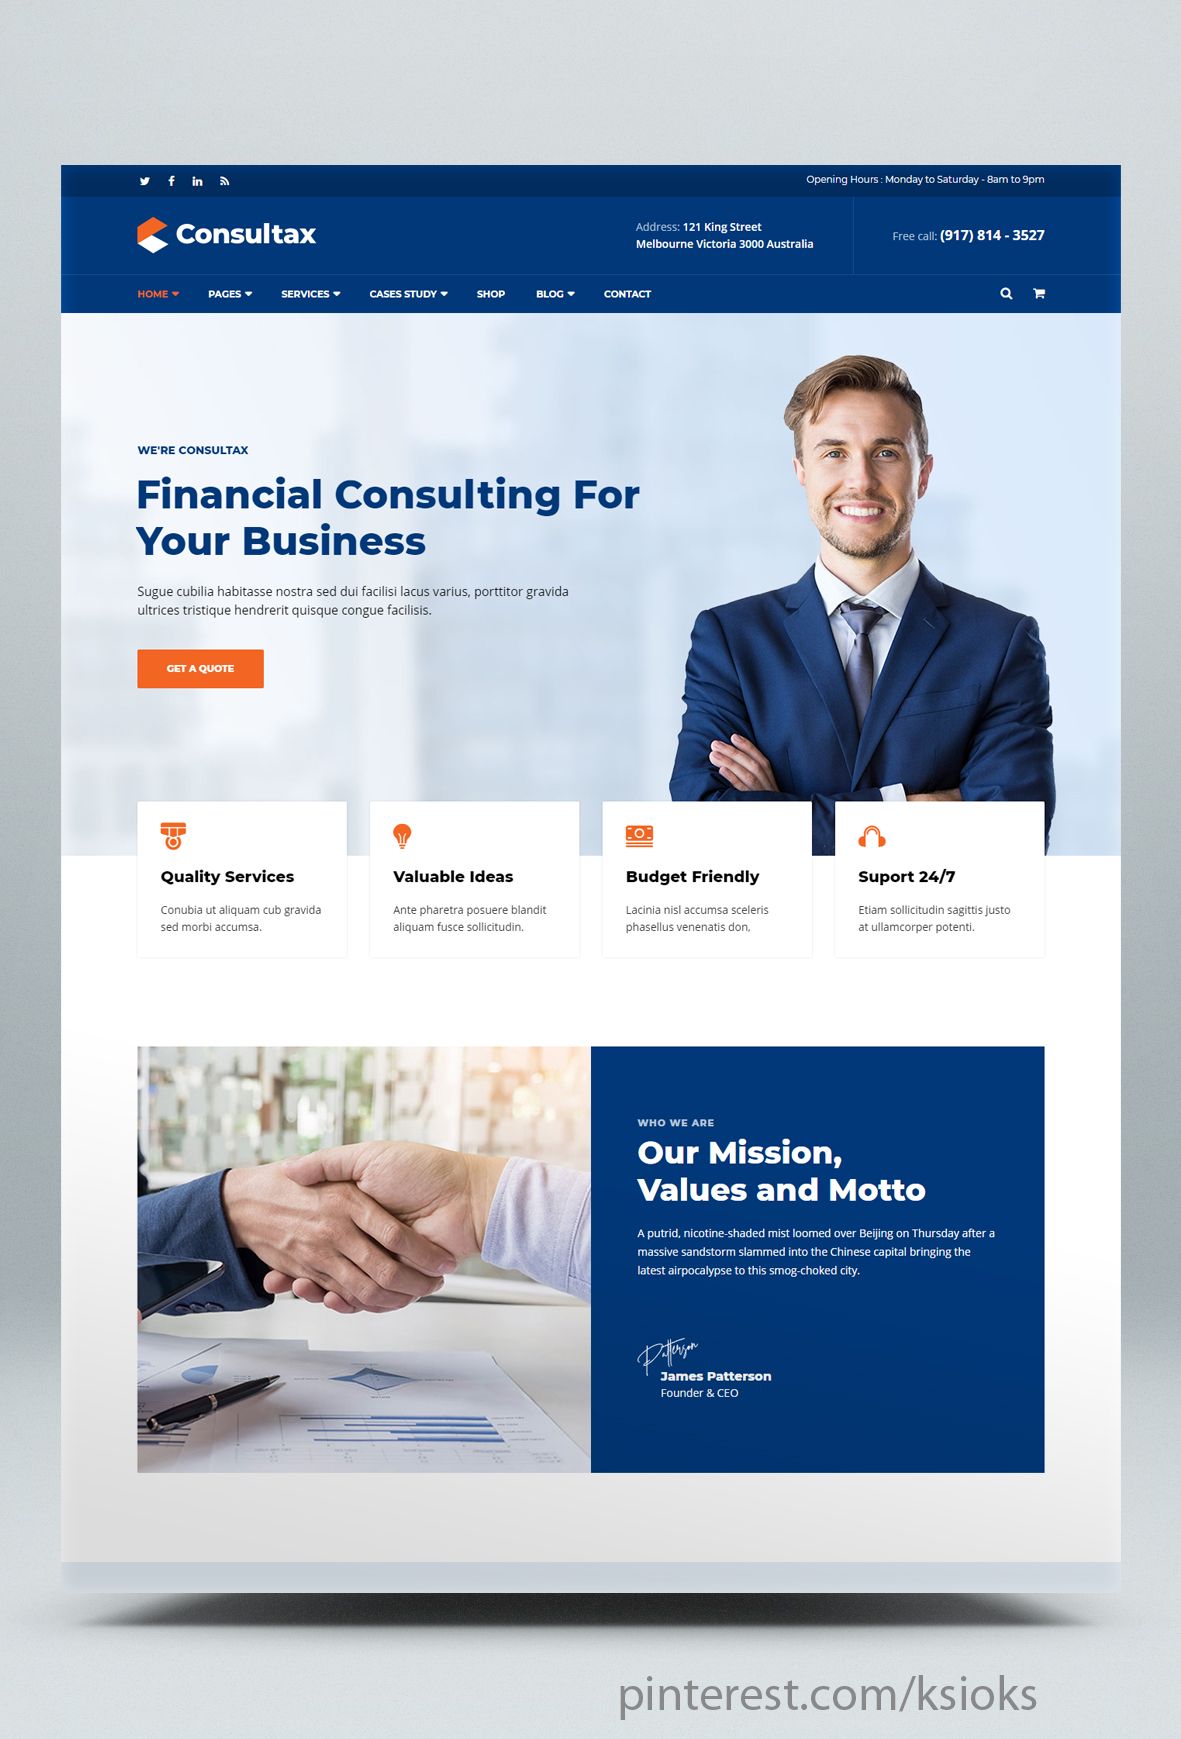 Opening Hours : Monday to Saturday - 8am to 9pm
Consultax
Address: 121 King Street
Melbourne Victoria 3000 Australia
Free call: (917) 814 - 3527
HOME PAGES SERVICES CASES STUDY SHOP BLOG CONTACT
WE'RE CONSULTAX
Financial Consulting For
Your Business
Sugue cubilia habitasse nostra sed dui facilisi lacus varius, porttitor gravida
ultrices tristique hendrerit quisque congue facilisis.
GET A QUOTE
Quality Services
Conubia ut aliquam cub gravida
sed morbi accumsa.
Valuable Ideas
Ante pharetra posuere blandit
aliquam fusce sollicitudin.
Budget Friendly
Lacinia nisl accumsa sceleris
phasellus venenatis don,
Suport 24/7
Etiam sollicitudin sagittis justo
at ullamcorper potenti.
WHO WE ARE
Our Mission,
Values and Motto
A putrid, nicotine-shaded mist loomed over Beijing on Thursday after a
massive sandstorm slammed into the Chinese capital bringing the
latest airpocalypse to this smog-choked city.
Patterson
James Patterson
Founder & CEO
pinterest.com/ksioks